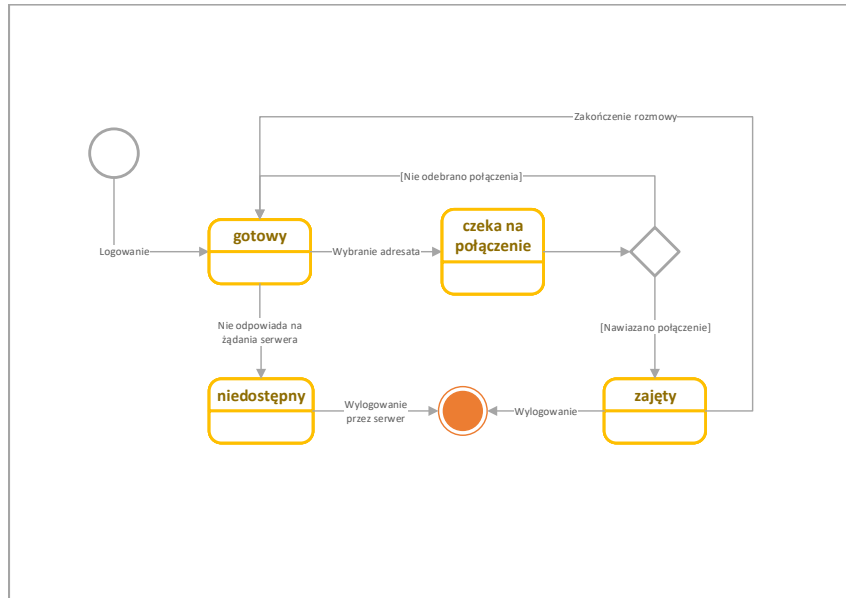 Zakończenie rozmowy
[Nie odebrano połączenia]
gotowy
czeka na
połączenie
Logowanie
Wybranie adresata
Nie odpowiada na
żądania serwera
[Nawiazano połączenie]
niedostępny
Wylogowanie
przez serwer
Wylogowanie
zajęty